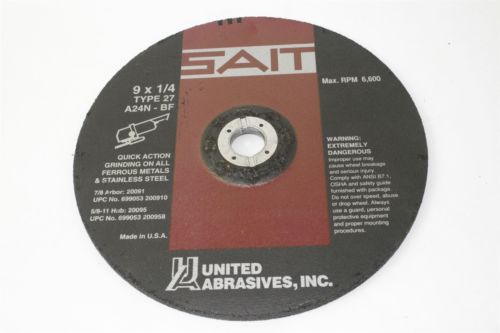 SAIT
9 x 1/4
TYPE 27
A24N - BF
Max. RPM 6,600
QUICK ACTION
GRINDING ON ALL
FERROUS METALS
& STAINLESS STEEL
7/8 Arbor: 20091
UPC No. 699053 200910
5/8-11 Hub: 20095
UPC No. 699053 200958
Made in U.S.A.
WARNING:
EXTREMELY
DANGEROUS
Improper use may
cause wheel breakage
and serious injury.
Comply with ANSI B7.1,
OSHA and safety guide
furnished with package.
Do not over speed, abuse
or drop wheel. Always
use a guard, personal
protective equipment
and proper mounting
procedures.
UNITED
ABRASIVES, INC.